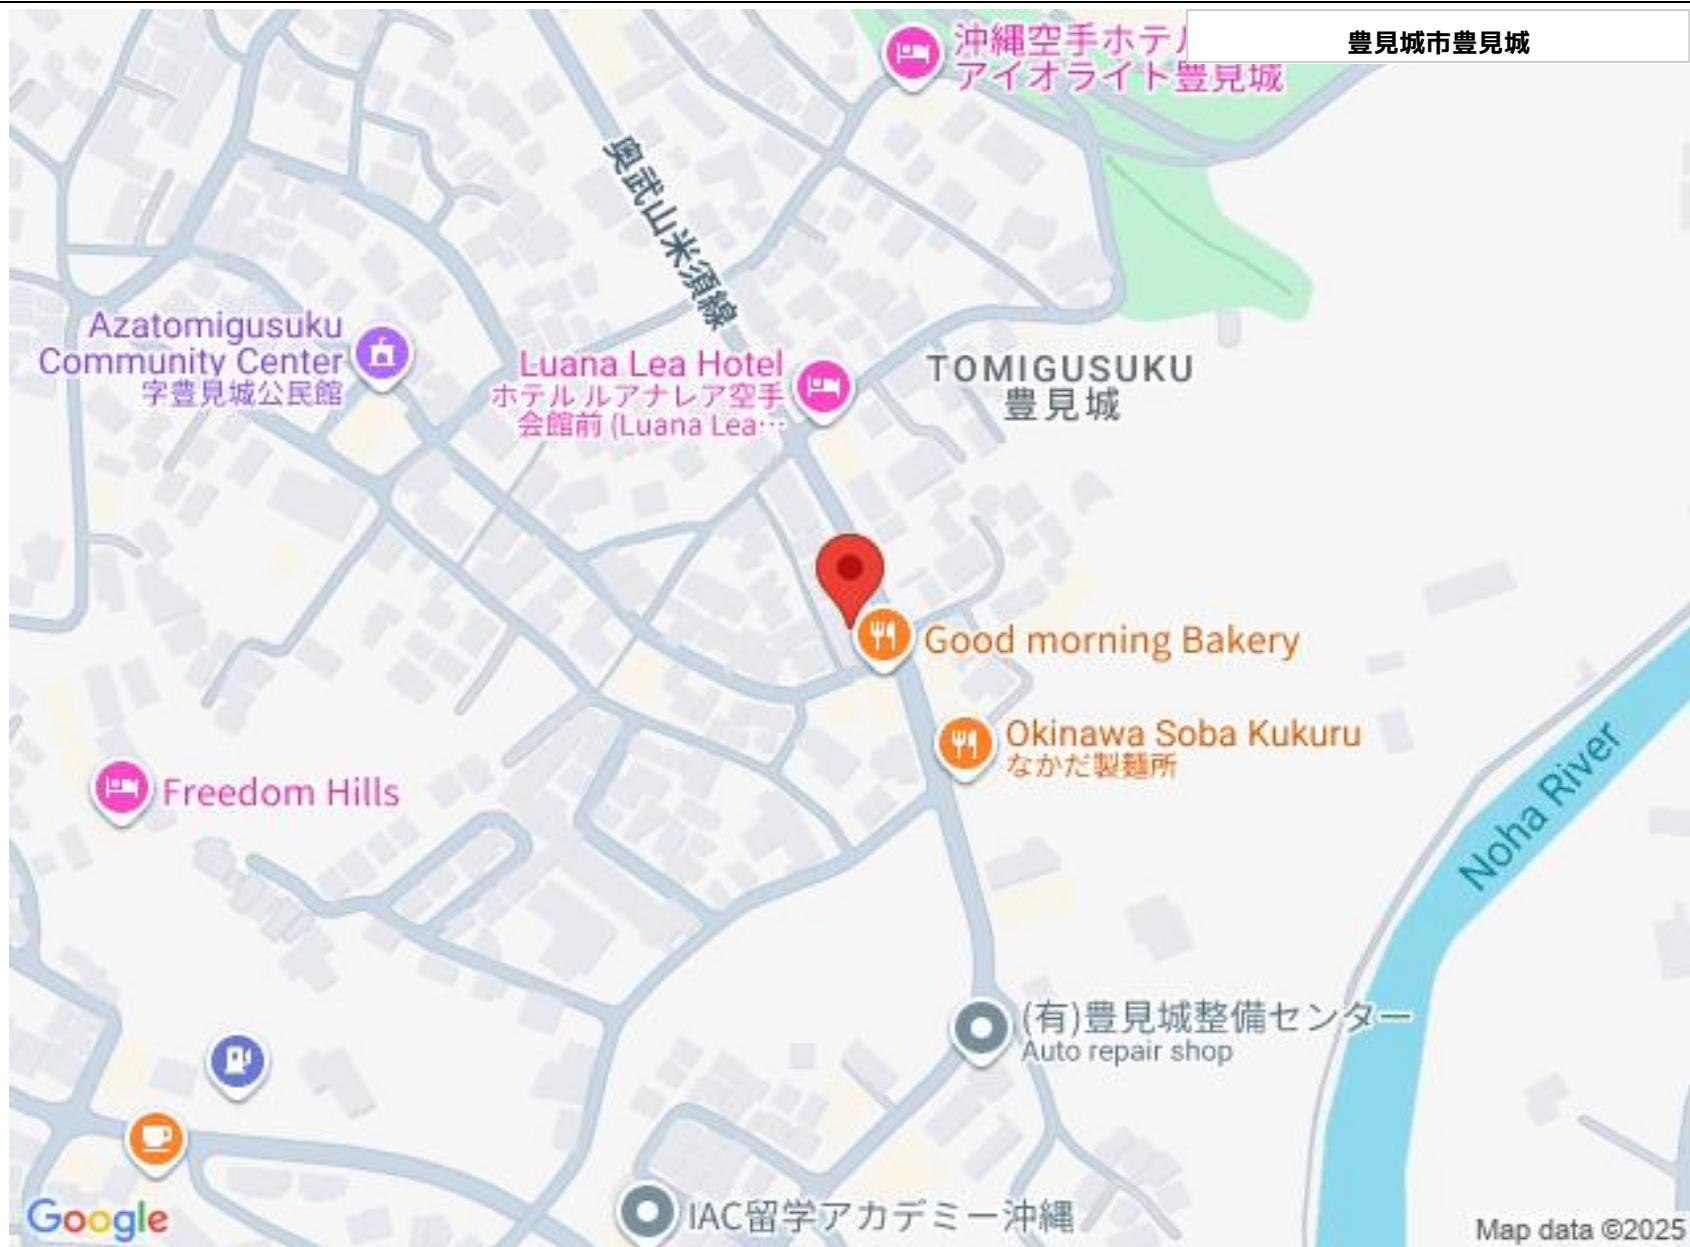 豊見城市豊見城
沖縄空手ホテル
アイオライト豊見城
奥武山米須線
Azatomigusuku
Community Center
字豊見城公民館
Luana Lea Hotel
ホテル ルアナレア空手
会館前 (Luana Lea…
TOMIGUSUKU
豊見城
Good morning Bakery
Okinawa Soba Kukuru
なかだ製麺所
Freedom Hills
Noha River
(有)豊見城整備センター
Auto repair shop
IAC留学アカデミー沖縄
Google
Map data ©2025